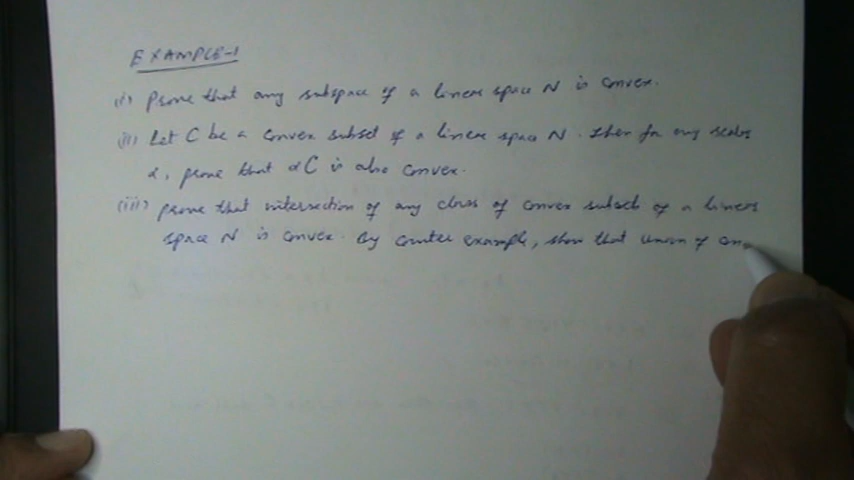 EXAMPLE-1
(i) Prove that any subspace of a linear space N is convex.
(ii) Let C be a convex subset of a linear space N. Then for any scalar
α, prove that αC is also convex.
(iii) prove that intersection of any class of convex subsets of a linear
space N is convex. By counter example, show that union of